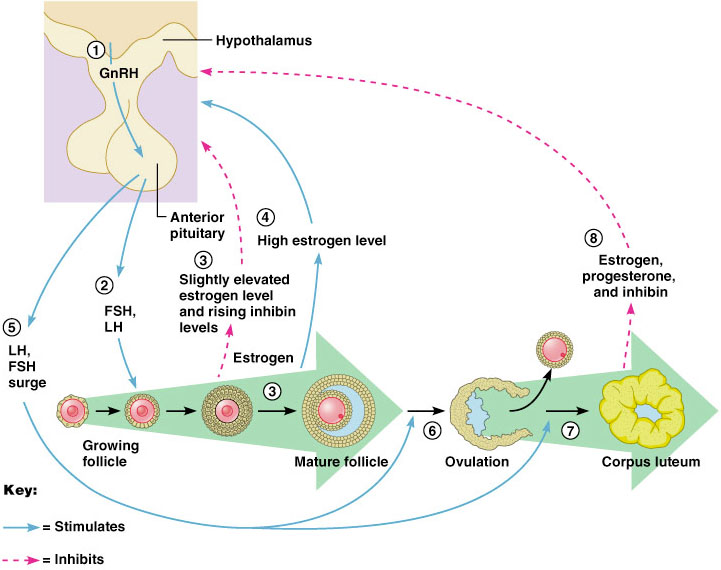 1
Hypothalamus
GnRH
Anterior
pituitary
2
FSH,
LH
3
Slightly elevated
estrogen level
and rising inhibin
levels
4
High estrogen level
8
Estrogen,
progesterone,
and inhibin
5
LH,
FSH
surge
Estrogen
3
6
7
Growing
follicle
Mature follicle
Ovulation
Corpus luteum
Key:
= Stimulates
= Inhibits